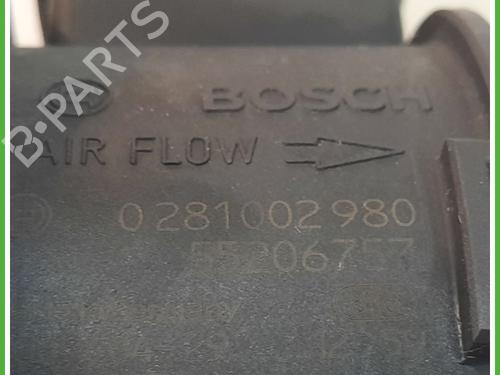 B-PARTS
BOSCH
AIR FLOW
0 281 002 980
55206757